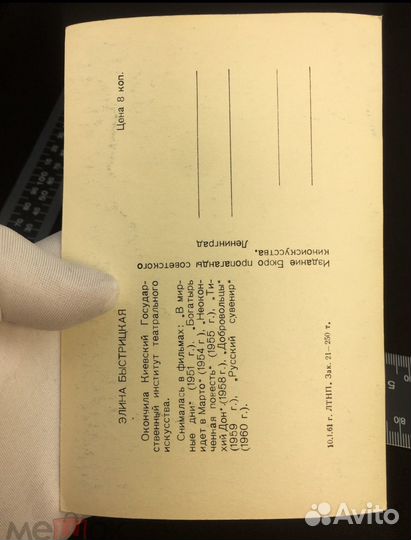 ЭЛИНА БЫСТРИЦКАЯ
Окончила Киевский Государ-
ственный институт театрального
искусства.
Снималась в фильмах: „В мир-
ные дни" (1951 г.), „Богатырь
идет в Марто" (1954 г.), „Неокон-
ченная повесть" (1955 г.), „Ти-
хий Дон", (1958 г.), „Добровольцы"
(1959 г.), „Русский сувенир"
(1960 г.).
10.I.61 г. ЛТНП. Зак. 21—250 т.
Издание Бюро пропаганды советского
киноискусства.
Ленинград
Цена 8 коп.
Avito